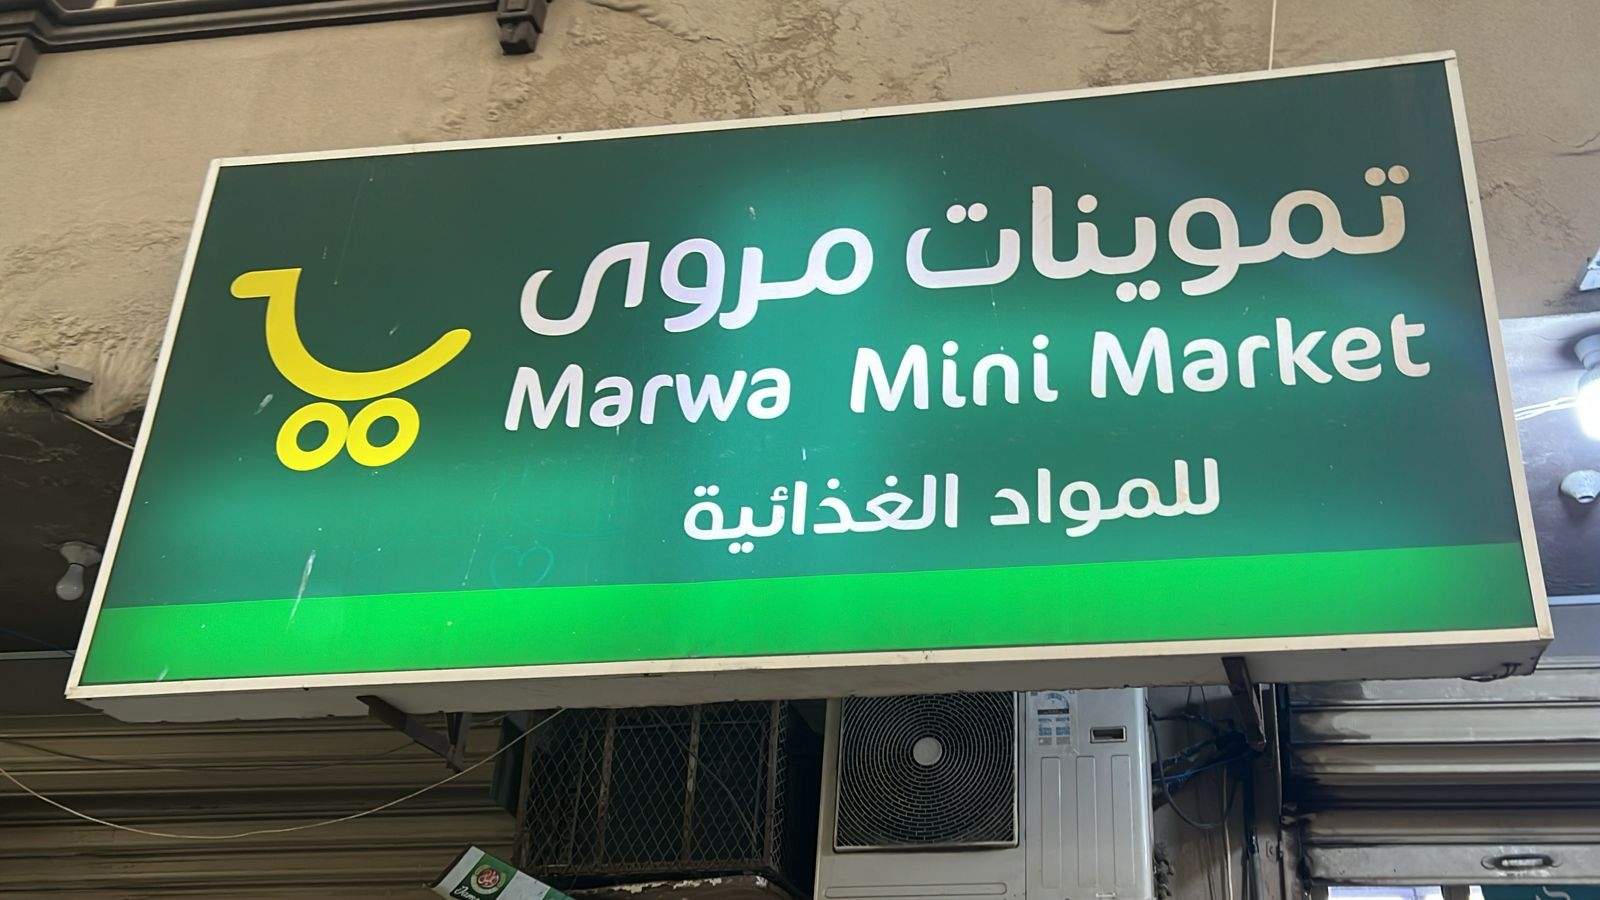 تموينات مروى
Marwa Mini Market
للمواد الغذائية